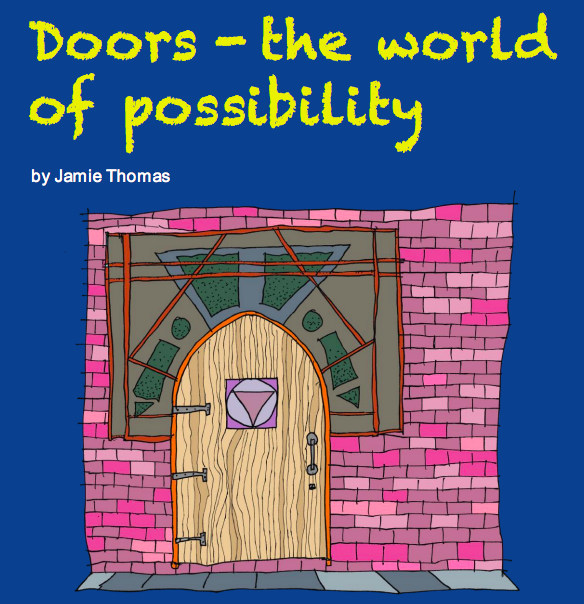 Doors – the world
of possibility
by Jamie Thomas